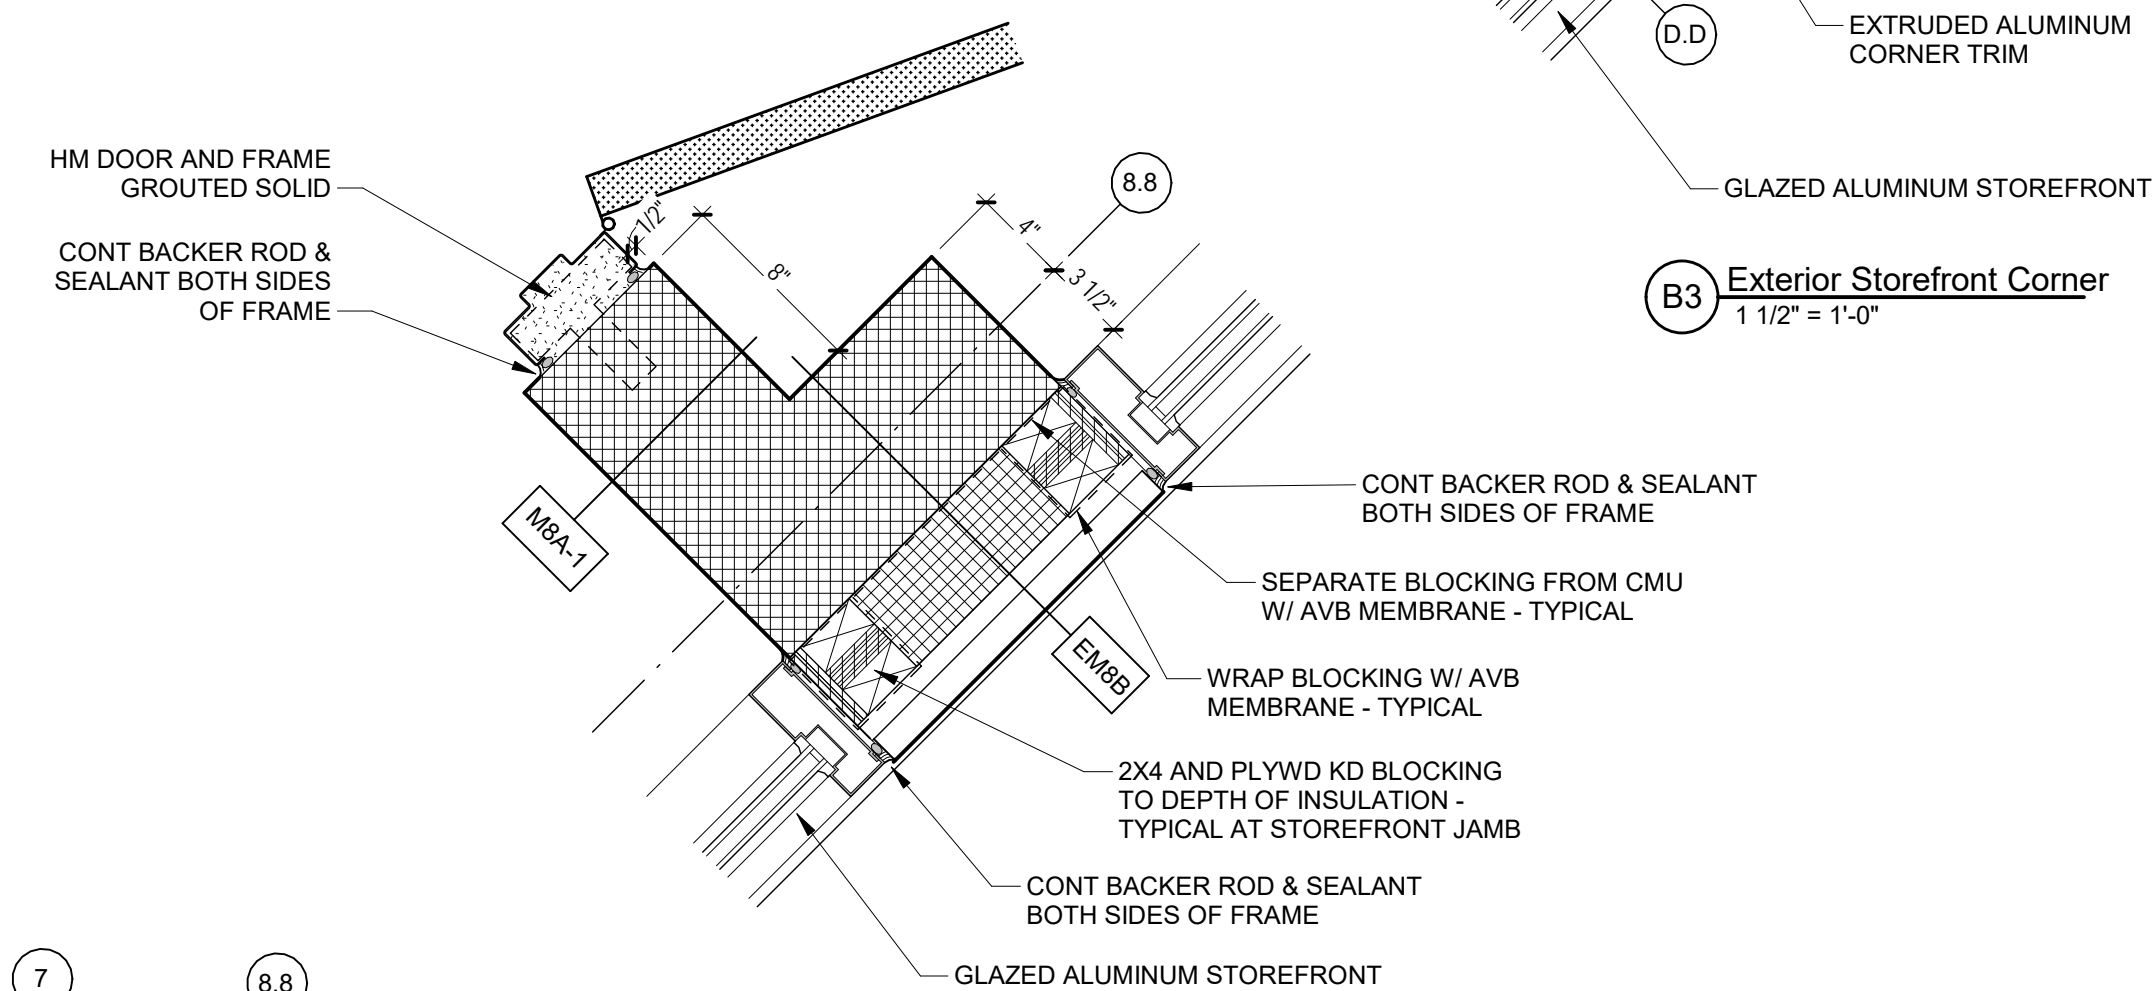 D.D
EXTRUDED ALUMINUM
CORNER TRIM
GLAZED ALUMINUM STOREFRONT
B3
Exterior Storefront Corner
1 1/2" = 1'-0"
HM DOOR AND FRAME
GROUTED SOLID
CONT BACKER ROD &
SEALANT BOTH SIDES
OF FRAME
1/2"
8"
4"
3 1/2"
8.8
M8A-1
EM8B
CONT BACKER ROD & SEALANT
BOTH SIDES OF FRAME
SEPARATE BLOCKING FROM CMU
W/ AVB MEMBRANE - TYPICAL
WRAP BLOCKING W/ AVB
MEMBRANE - TYPICAL
2X4 AND PLYWD KD BLOCKING
TO DEPTH OF INSULATION -
TYPICAL AT STOREFRONT JAMB
CONT BACKER ROD & SEALANT
BOTH SIDES OF FRAME
GLAZED ALUMINUM STOREFRONT
7
8.8